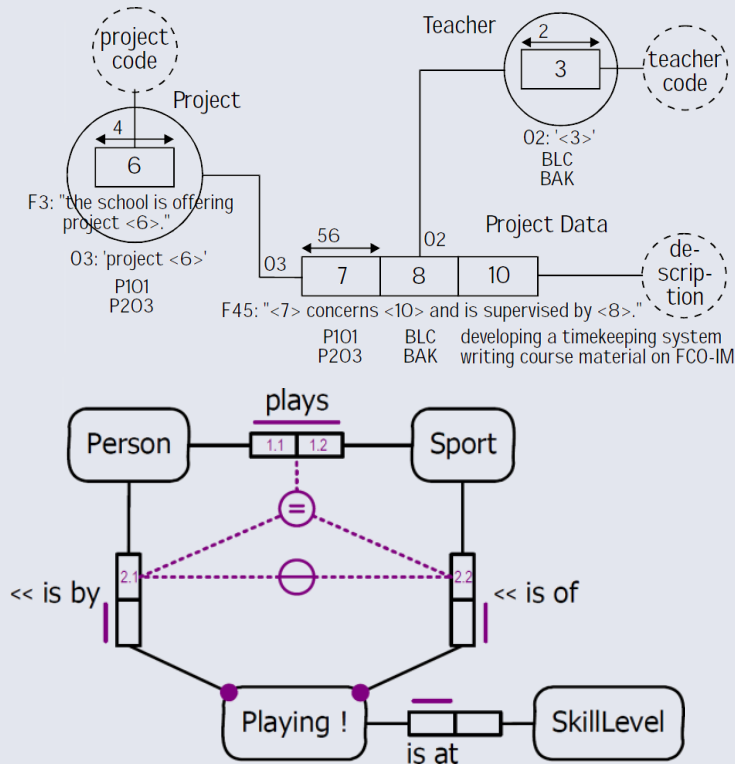 project
code
Project
4
6
F3: "the school is offering
project <6>."
O3: 'project <6>'
P101
P203
Teacher
2
3
teacher
code
O2: '<3>'
BLC
BAK
Project Data
56
O2
O3
7 8 10
de-
scrip-
tion
F45: "<7> concerns <10> and is supervised by <8>."
P101 BLC developing a timekeeping system
P203 BAK writing course material on FCO-IM
plays
Person
1.1 1.2
Sport
=
2.1
2.2
<< is by
<< is of
Playing !
is at
SkillLevel